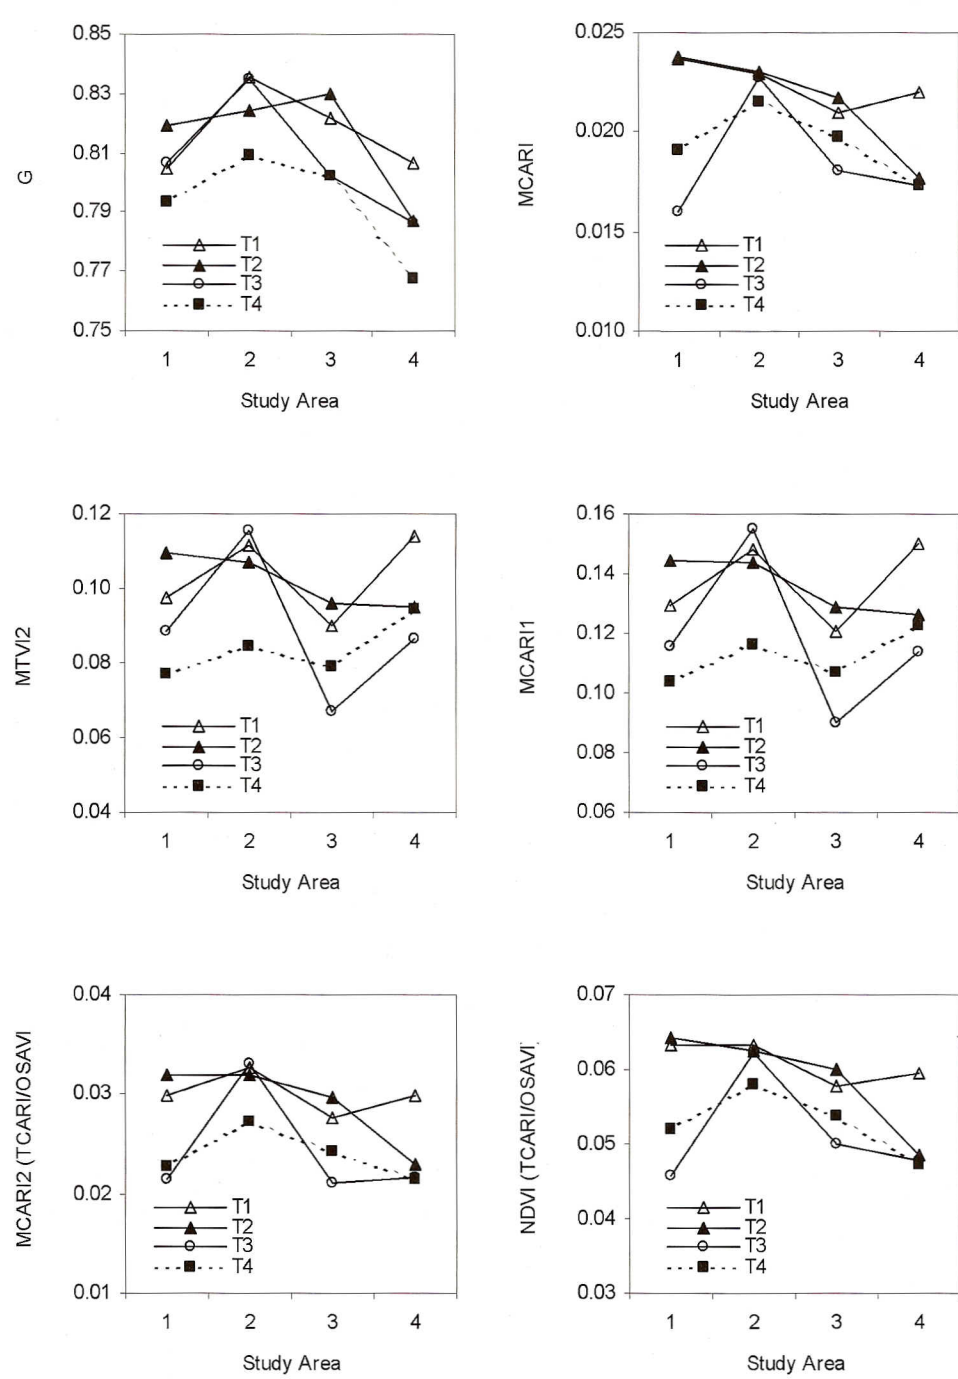 0.85
0.83
0.81
0.79
0.77
0.75
G
T1
T2
T3
T4
1 2 3 4
Study Area
0.025
0.020
0.015
0.010
MCARI
T1
T2
T3
T4
1 2 3 4
Study Area
0.12
0.10
0.08
0.06
0.04
MTVI2
T1
T2
T3
T4
1 2 3 4
Study Area
0.16
0.14
0.12
0.10
0.08
0.06
MCARI1
T1
T2
T3
T4
1 2 3 4
Study Area
0.04
0.03
0.02
0.01
MCARI2 (TCARI/OSAVI
T1
T2
T3
T4
1 2 3 4
Study Area
0.07
0.06
0.05
0.04
0.03
NDVI (TCARI/OSAVI
T1
T2
T3
T4
1 2 3 4
Study Area